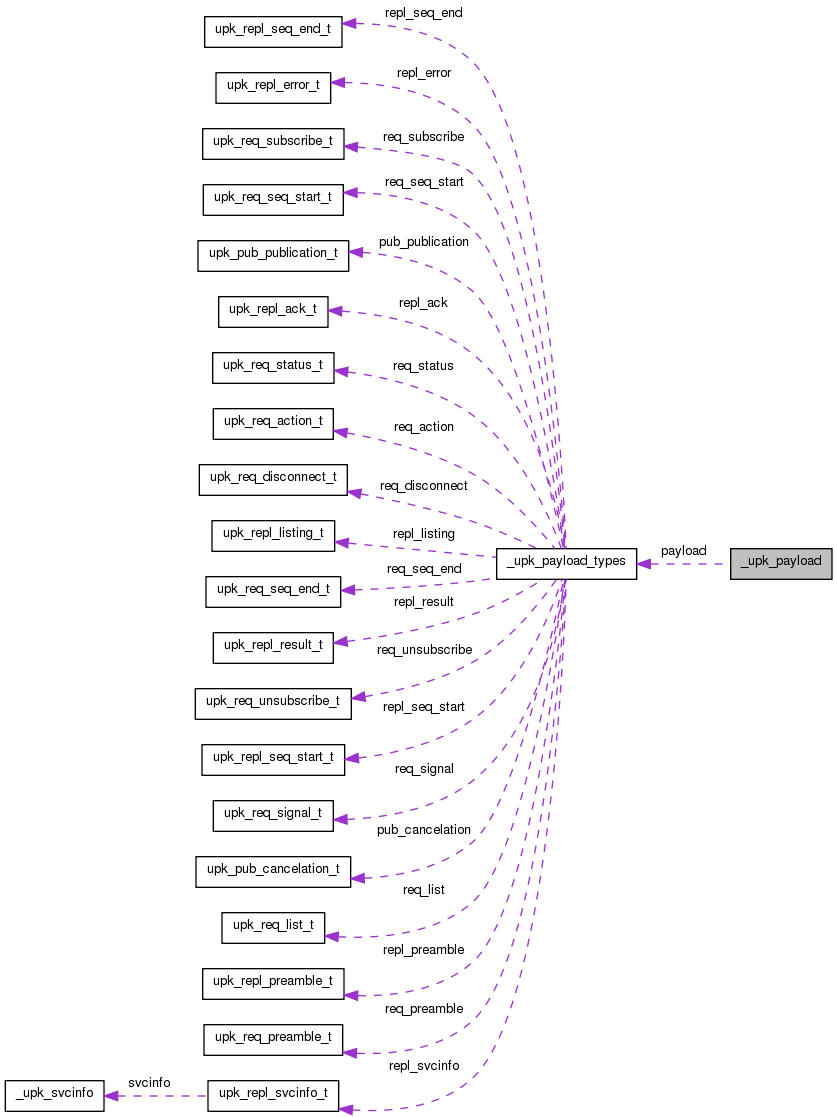 repl_seq_end
upk_repl_seq_end_t
repl_error
upk_repl_error_t
req_subscribe
upk_req_subscribe_t
req_seq_start
upk_req_seq_start_t
pub_publication
upk_pub_publication_t
repl_ack
upk_repl_ack_t
req_status
upk_req_status_t
req_action
upk_req_action_t
req_disconnect
upk_req_disconnect_t
repl_listing
upk_repl_listing_t
payload
_upk_payload_types
_upk_payload
req_seq_end
upk_req_seq_end_t
repl_result
upk_repl_result_t
req_unsubscribe
upk_req_unsubscribe_t
repl_seq_start
upk_repl_seq_start_t
req_signal
upk_req_signal_t
pub_cancelation
upk_pub_cancelation_t
req_list
upk_req_list_t
repl_preamble
upk_repl_preamble_t
req_preamble
upk_req_preamble_t
repl_svcinfo
svcinfo
_upk_svcinfo
upk_repl_svcinfo_t